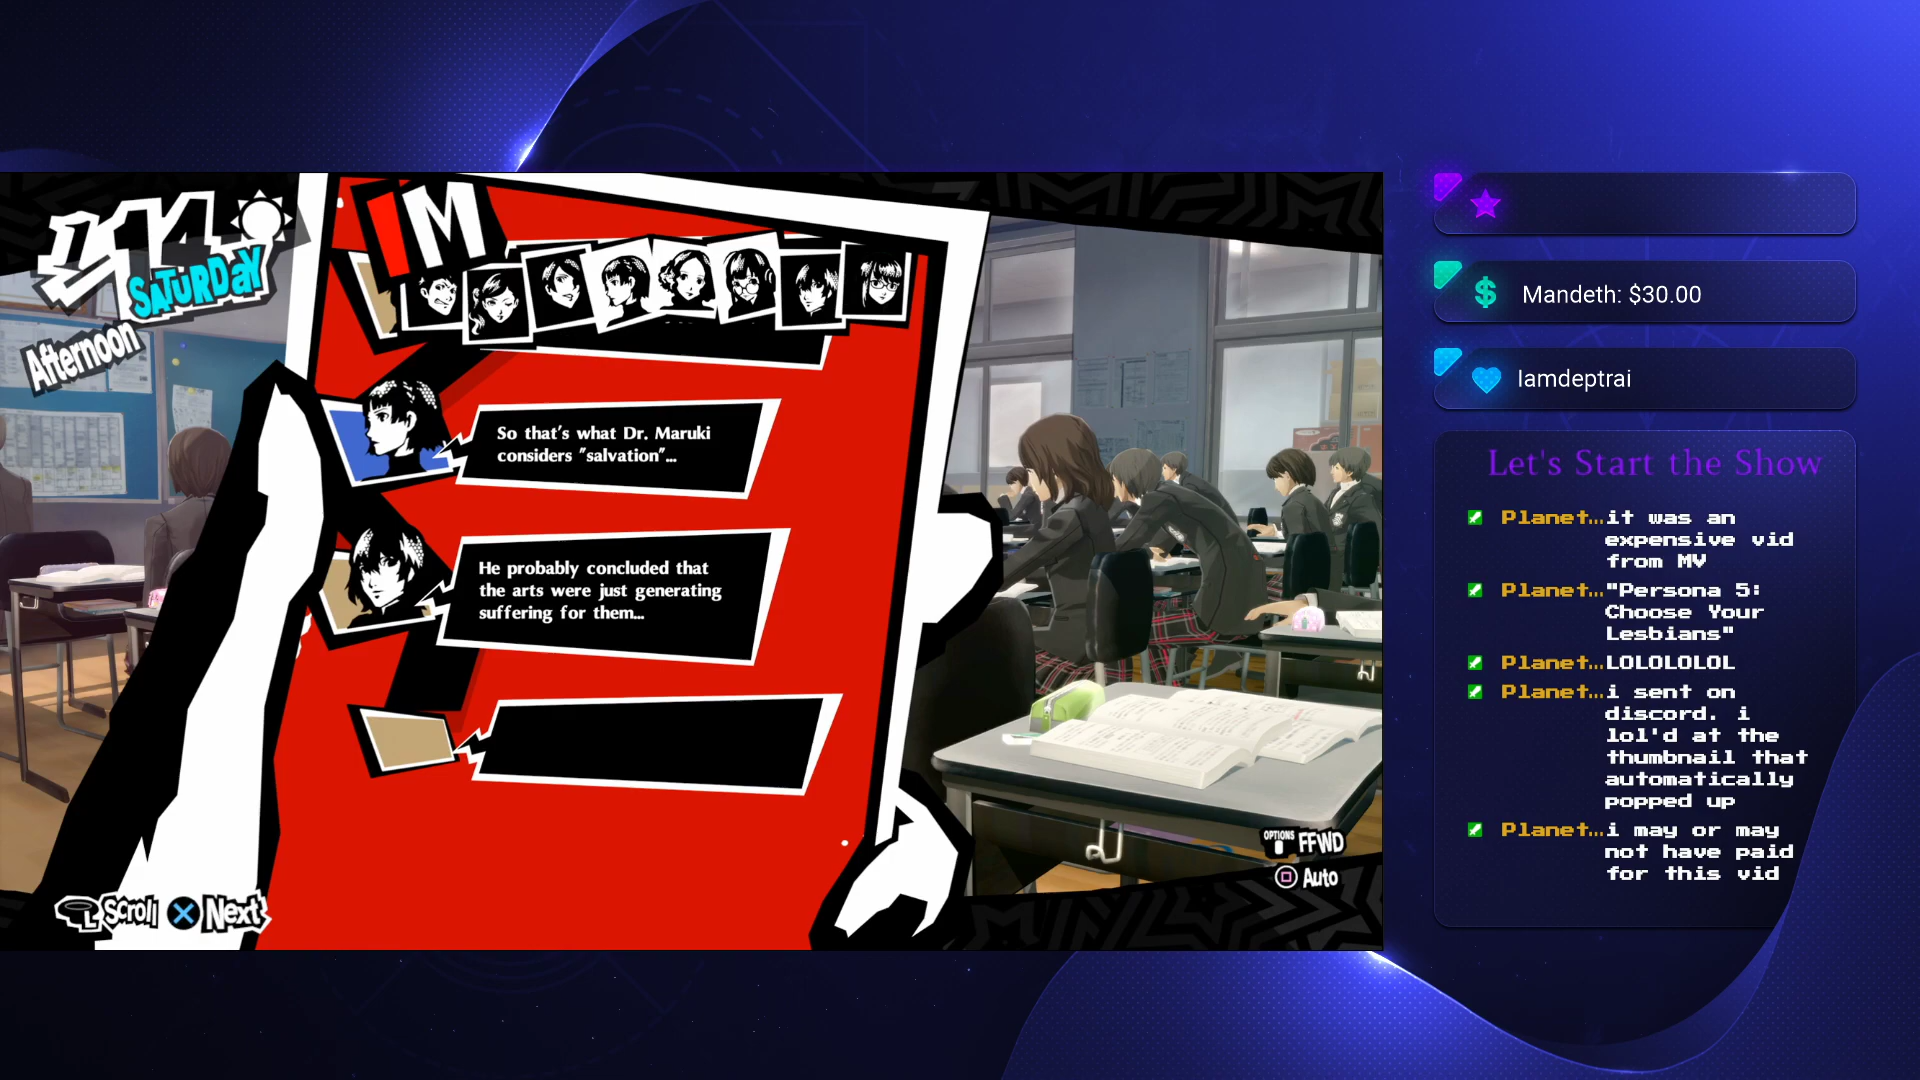 1/14
SATURDAY
Afternoon
IM
So that's what Dr. Maruki
considers "salvation"...
He probably concluded that
the arts were just generating
suffering for them...
OPTIONS FFWD
Auto
L Scroll Next
Mandeth: $30.00
Iamdeptrai
Let's Start the Show
Planet…it was an
expensive vid
from MV
Planet…"Persona 5:
Choose Your
Lesbians"
Planet…LOLOLOLOL
Planet…i sent on
discord. i
lol'd at the
thumbnail that
automatically
popped up
Planet…i may or may
not have paid
for this vid